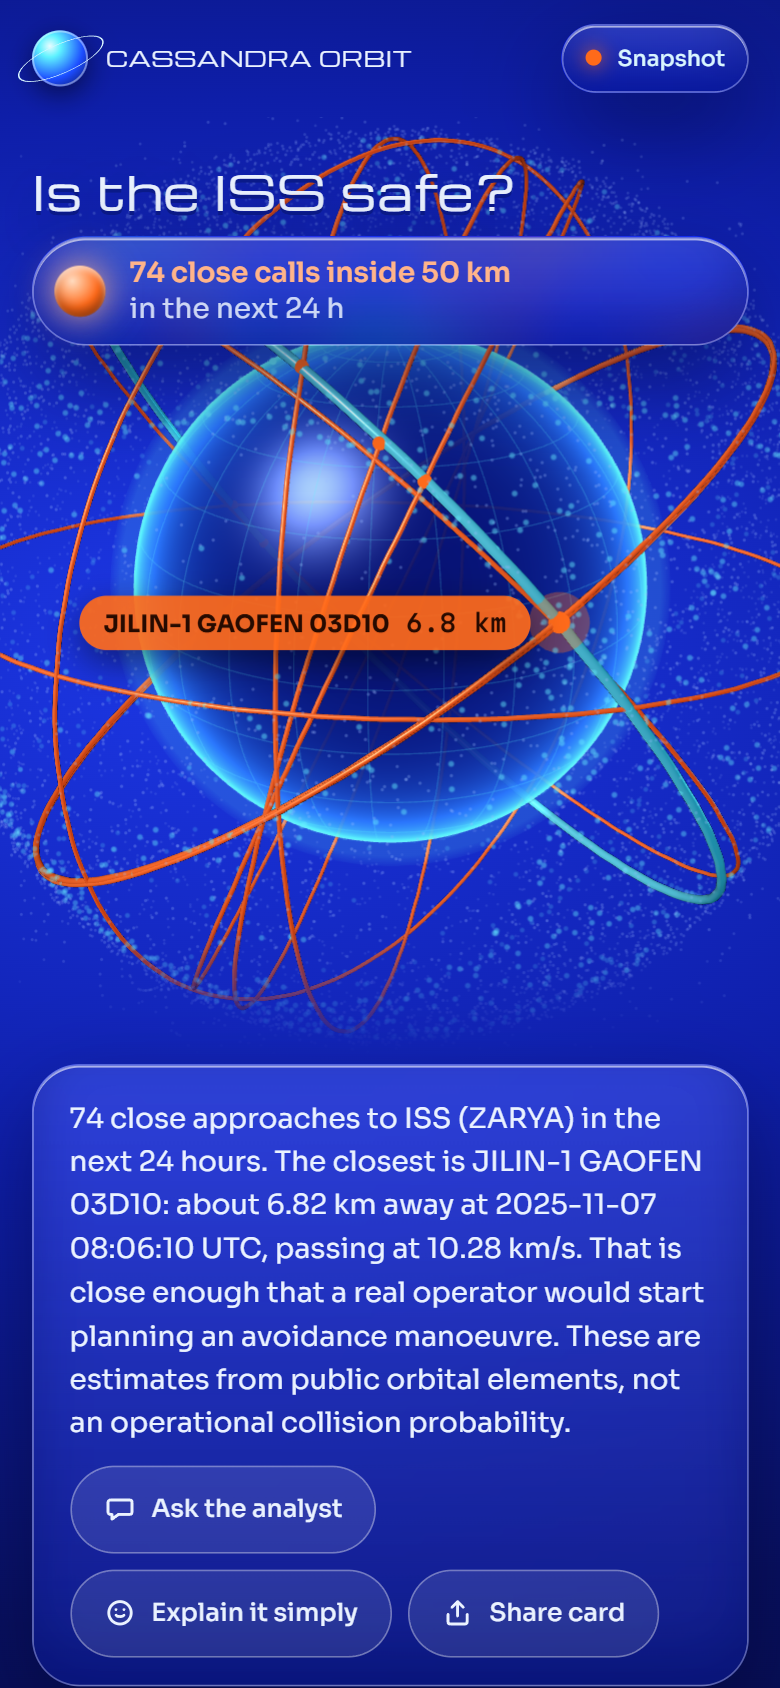 CASSANDRA ORBIT
Snapshot
Is the ISS safe?
74 close calls inside 50 km
in the next 24 h
JILIN-1 GAOFEN 03D10 6.8 km
74 close approaches to ISS (ZARYA) in the
next 24 hours. The closest is JILIN-1 GAOFEN
03D10: about 6.82 km away at 2025-11-07
08:06:10 UTC, passing at 10.28 km/s. That is
close enough that a real operator would start
planning an avoidance manoeuvre. These are
estimates from public orbital elements, not
an operational collision probability.
Ask the analyst
Explain it simply
Share card